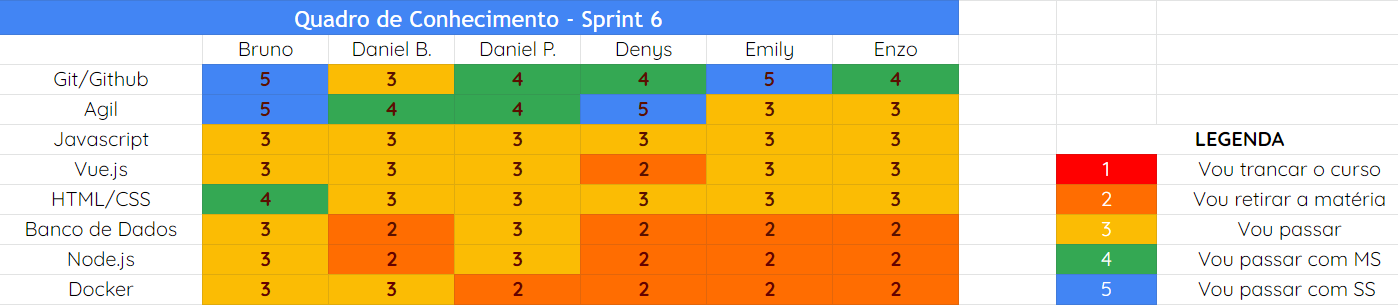 Quadro de Conhecimento - Sprint 6
Bruno Daniel B. Daniel P. Denys Emily Enzo
Git/Github 5 3 4 4 5 4
Agil 5 4 4 5 3 3
Javascript 3 3 3 3 3 3 LEGENDA
Vue.js 3 3 3 2 3 3 1 Vou trancar o curso
HTML/CSS 4 3 3 3 3 3 2 Vou retirar a matéria
Banco de Dados 3 2 3 2 2 2 3 Vou passar
Node.js 3 2 3 2 2 2 4 Vou passar com MS
Docker 3 3 2 2 2 2 5 Vou passar com SS